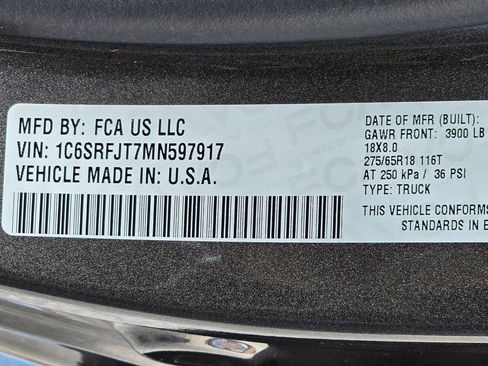 MFD BY: FCA US LLC
VIN: 1C6SRFJT7MN597917
VEHICLE MADE IN: U.S.A.
DATE OF MFR (BUILT):
GAWR FRONT: 3900 LB
18X8.0
275/65R18 116T
AT 250 kPa / 36 PSI
TYPE: TRUCK
THIS VEHICLE CONFORMS
STANDARDS IN